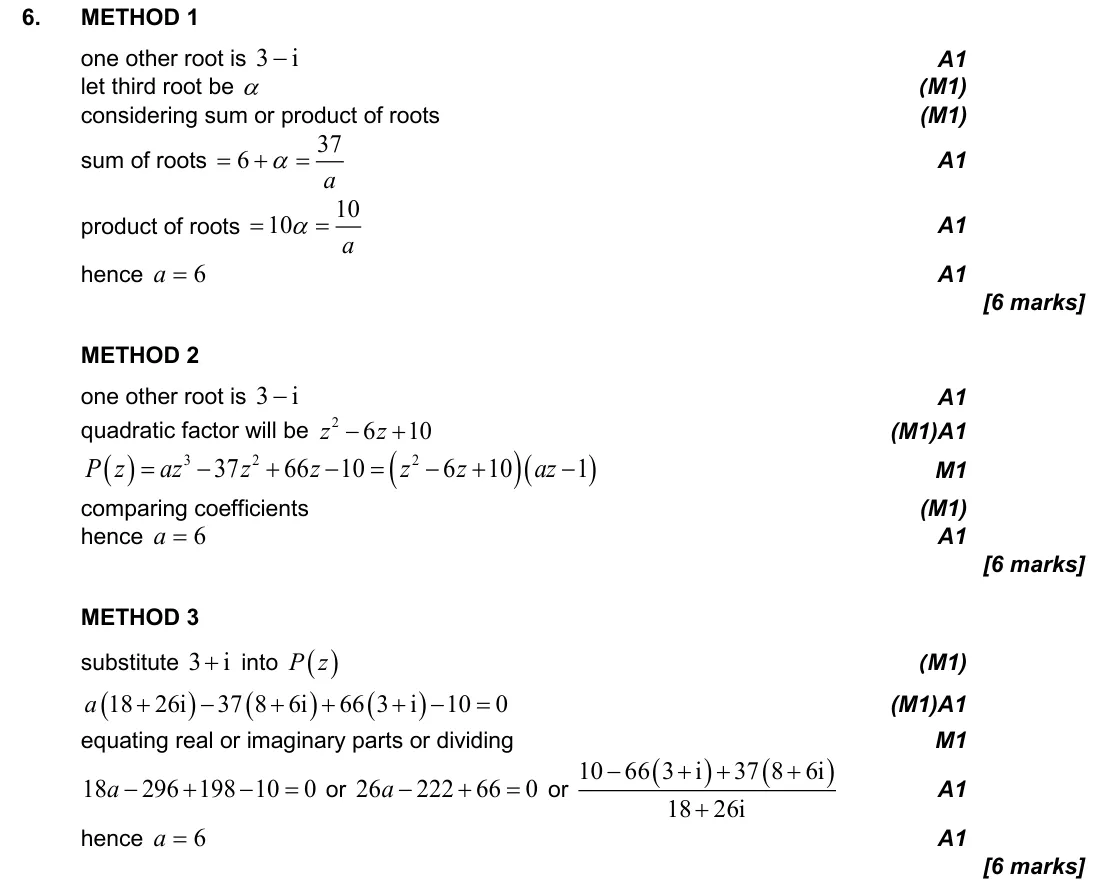 6. METHOD 1
one other root is 3 − i A1
let third root be α (M1)
considering sum or product of roots (M1)
sum of roots = 6 + α = 37/a A1
product of roots = 10α = 10/a A1
hence a = 6 A1
[6 marks]
METHOD 2
one other root is 3 − i A1
quadratic factor will be z² − 6z + 10 (M1)A1
P(z) = az³ − 37z² + 66z − 10 = (z² − 6z + 10)(az − 1) M1
comparing coefficients (M1)
hence a = 6 A1
[6 marks]
METHOD 3
substitute 3 + i into P(z) (M1)
a(18 + 26i) − 37(8 + 6i) + 66(3 + i) − 10 = 0 (M1)A1
equating real or imaginary parts or dividing M1
18a − 296 + 198 − 10 = 0 or 26a − 222 + 66 = 0 or (10 − 66(3 + i) + 37(8 + 6i))/(18 + 26i) A1
hence a = 6 A1
[6 marks]